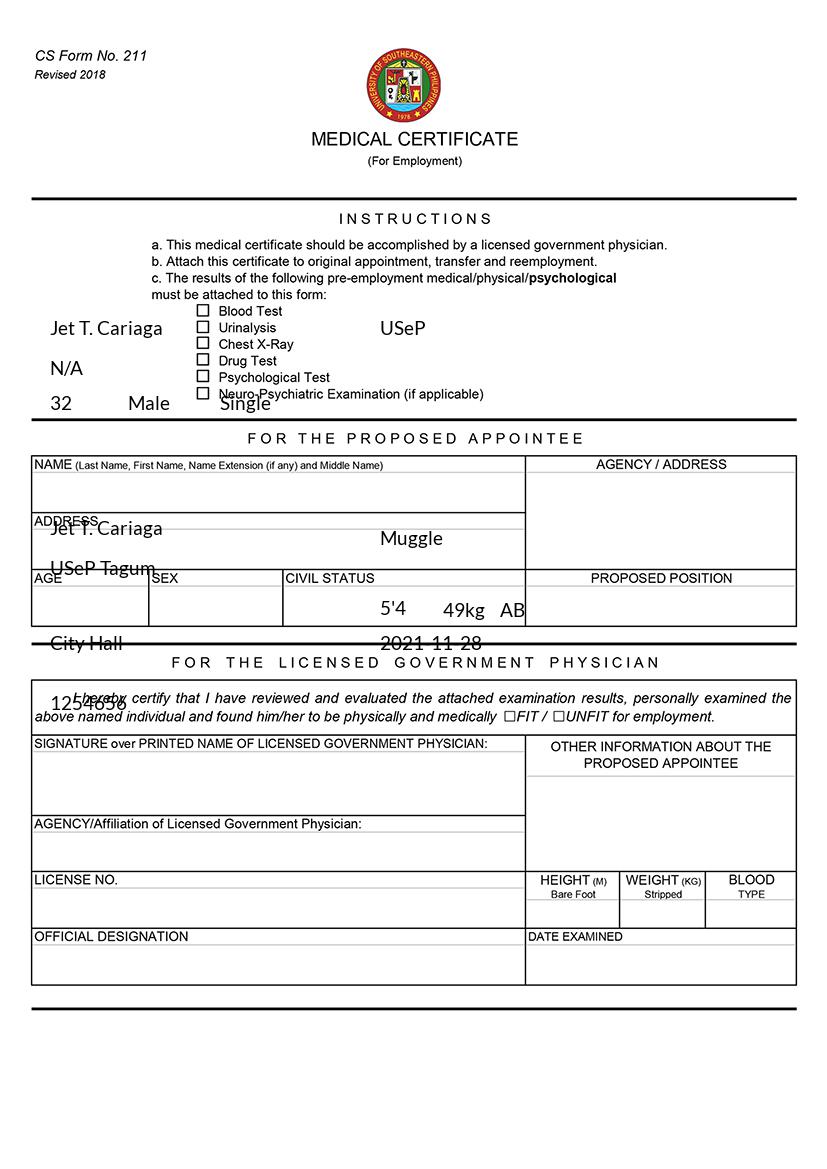 CS Form No. 211
Revised 2018
UNIVERSITY OF SOUTHEASTERN PHILIPPINES
1978
MEDICAL CERTIFICATE
(For Employment)
INSTRUCTIONS
a. This medical certificate should be accomplished by a licensed government physician.
b. Attach this certificate to original appointment, transfer and reemployment.
c. The results of the following pre-employment medical/physical/psychological
must be attached to this form:
☐ Blood Test
Jet T. Cariaga ☐ Urinalysis USeP
☐ Chest X-Ray
N/A ☐ Drug Test
☐ Psychological Test
☐ Neuro-Psychiatric Examination (if applicable)
32 Male Single
FOR THE PROPOSED APPOINTEE
NAME (Last Name, First Name, Name Extension (if any) and Middle Name) AGENCY / ADDRESS
ADDRESS
Jet T. Cariaga Muggle
USeP Tagum
AGE SEX CIVIL STATUS PROPOSED POSITION
5'4 49kg AB
City Hall 2021-11-28
FOR THE LICENSED GOVERNMENT PHYSICIAN
1254656
I hereby certify that I have reviewed and evaluated the attached examination results, personally examined the
above named individual and found him/her to be physically and medically ☐FIT / ☐UNFIT for employment.
SIGNATURE over PRINTED NAME OF LICENSED GOVERNMENT PHYSICIAN:
OTHER INFORMATION ABOUT THE
PROPOSED APPOINTEE
AGENCY/Affiliation of Licensed Government Physician:
LICENSE NO. HEIGHT (M) WEIGHT (KG) BLOOD
Bare Foot Stripped TYPE
OFFICIAL DESIGNATION DATE EXAMINED